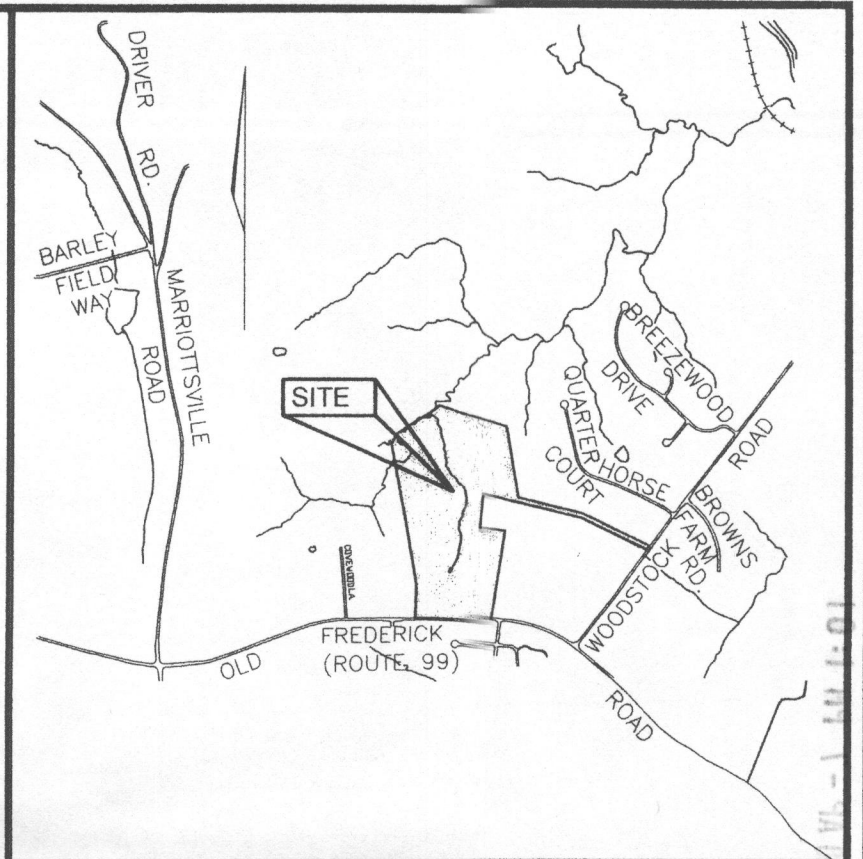 DRIVER
RD.
BARLEY
FIELD
WAY
MARRIOTTSVILLE
ROAD
SITE
BREEZEWOOD
DRIVE
QUARTER
HORSE
COURT
ROAD
BROWNS
FARM
RD.
WOODSTOCK
FREDERICK
(ROUTE 99)
OLD
ROAD